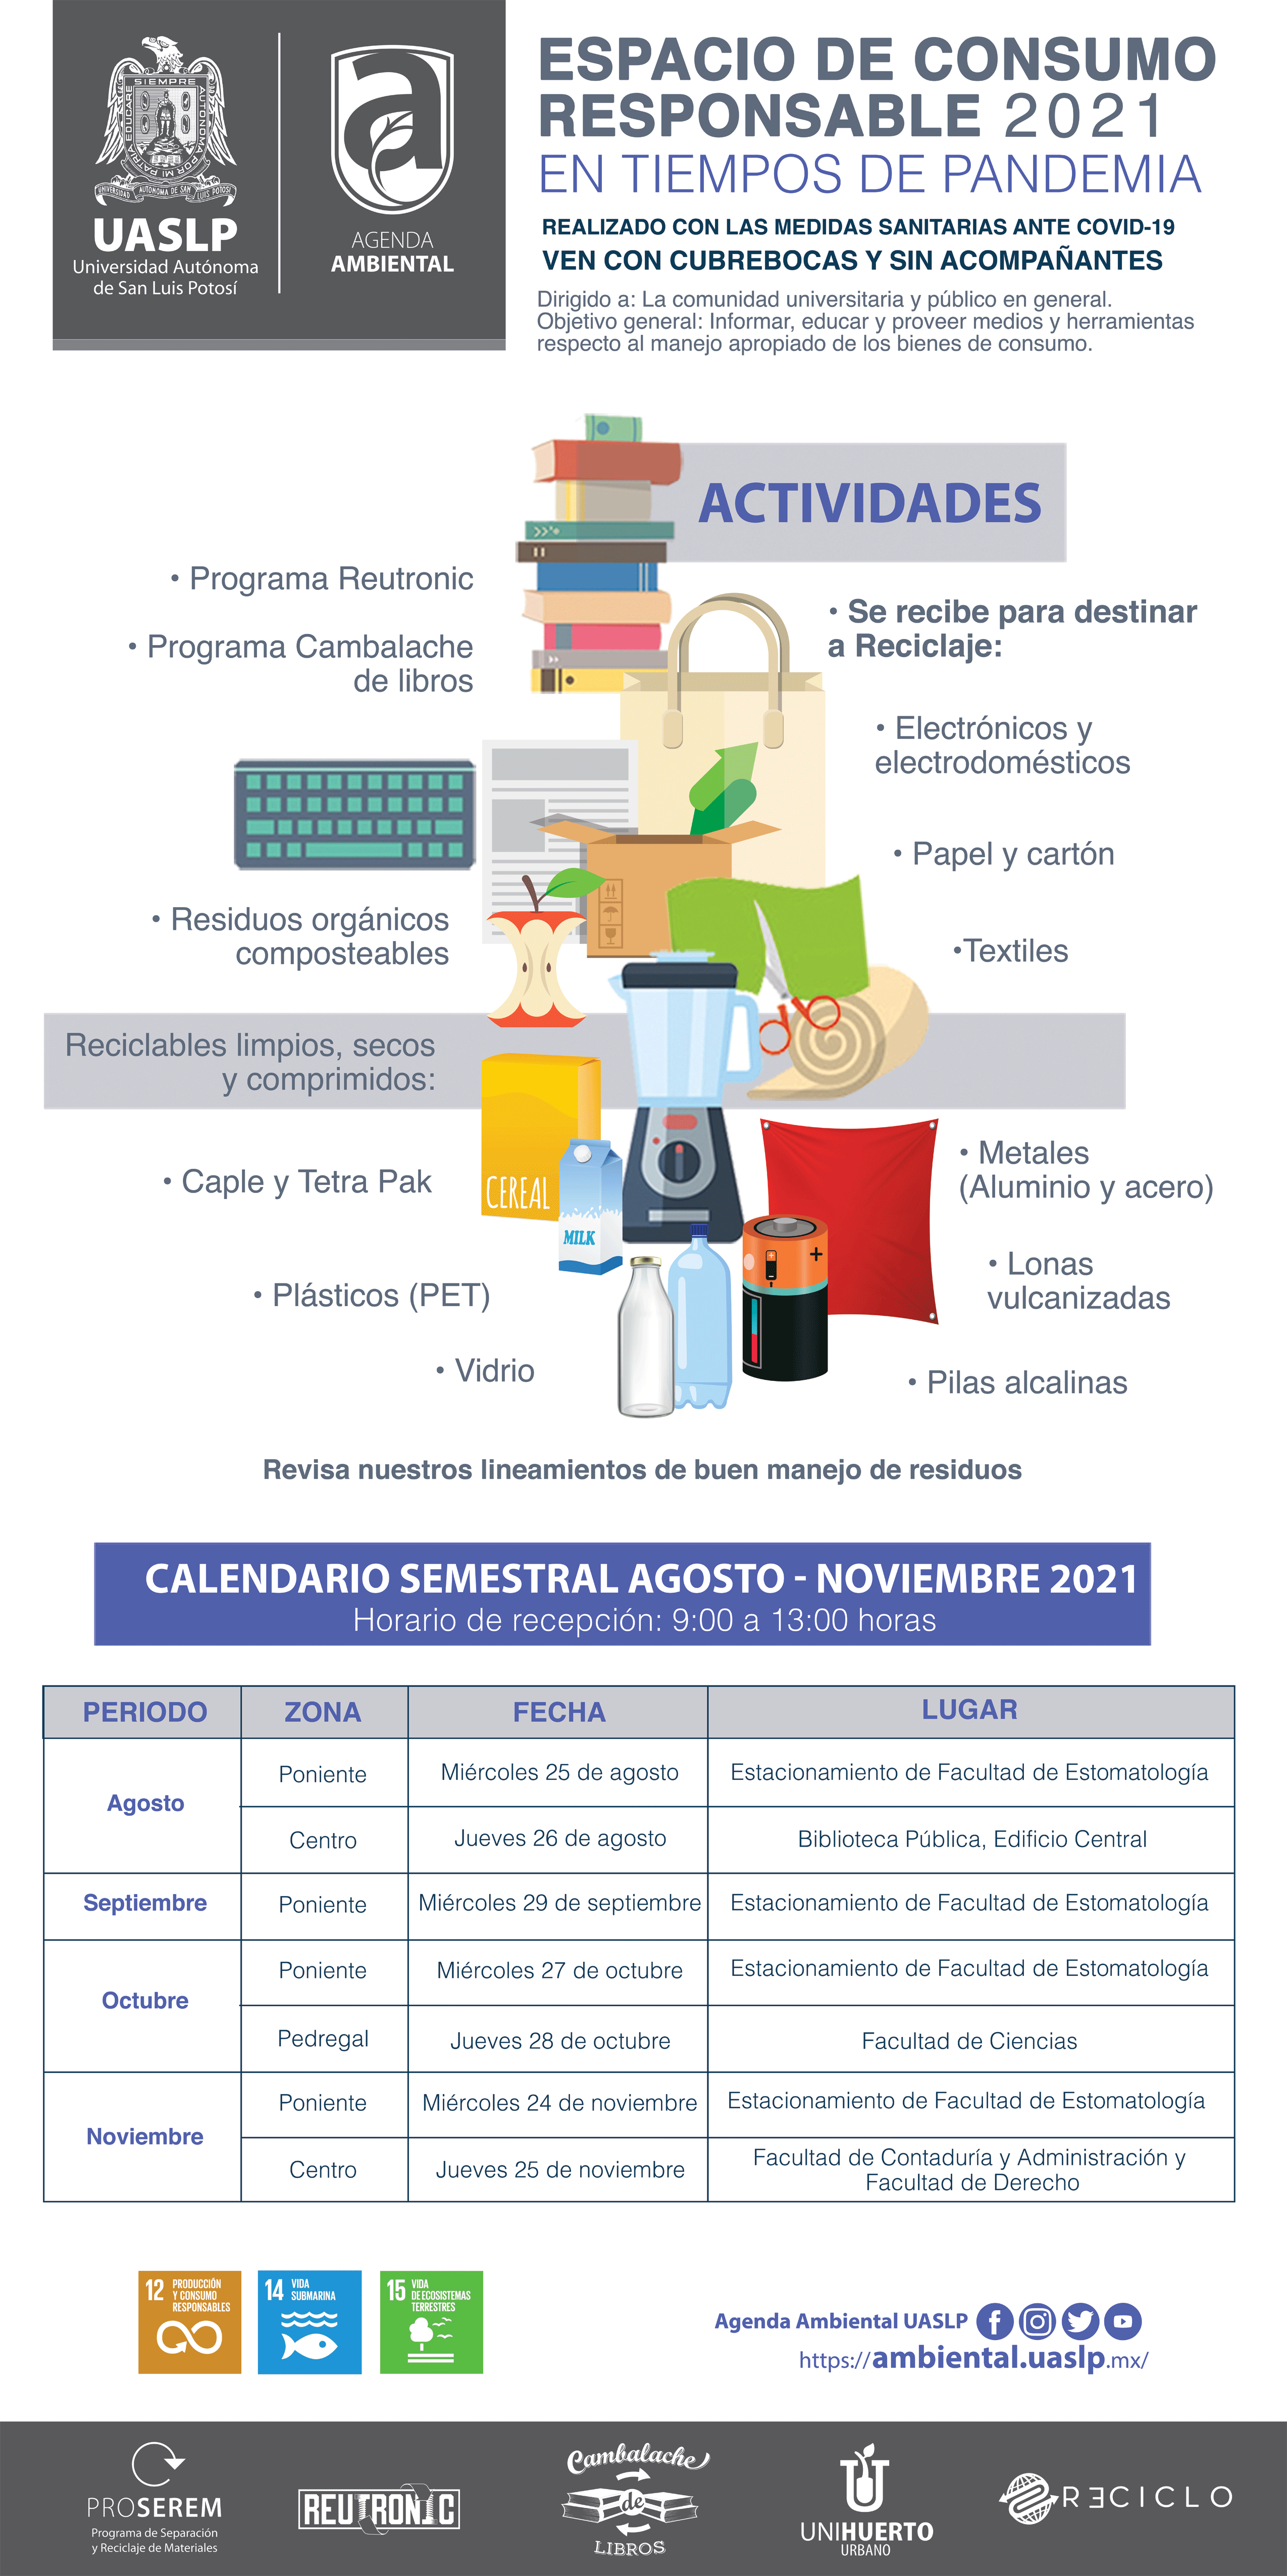 SIEMPRE AUTÓNOMA
POR MI PATRIA EDUCARE
UNIVERSIDAD AUTÓNOMA DE SAN LUIS POTOSÍ
UASLP
Universidad Autónoma
de San Luis Potosí
a
AGENDA
AMBIENTAL
ESPACIO DE CONSUMO
RESPONSABLE 2021
EN TIEMPOS DE PANDEMIA
REALIZADO CON LAS MEDIDAS SANITARIAS ANTE COVID-19
VEN CON CUBREBOCAS Y SIN ACOMPAÑANTES
Dirigido a: La comunidad universitaria y público en general.
Objetivo general: Informar, educar y proveer medios y herramientas
respecto al manejo apropiado de los bienes de consumo.
ACTIVIDADES
• Programa Reutronic
• Programa Cambalache
de libros
• Se recibe para destinar
a Reciclaje:
• Electrónicos y
electrodomésticos
• Papel y cartón
• Residuos orgánicos
composteables
•Textiles
Reciclables limpios, secos
y comprimidos:
CEREAL
MILK
• Caple y Tetra Pak
• Metales
(Aluminio y acero)
• Plásticos (PET)
• Lonas
vulcanizadas
• Vidrio
• Pilas alcalinas
Revisa nuestros lineamientos de buen manejo de residuos
CALENDARIO SEMESTRAL AGOSTO - NOVIEMBRE 2021
Horario de recepción: 9:00 a 13:00 horas
PERIODO ZONA FECHA LUGAR
Agosto
Poniente Miércoles 25 de agosto Estacionamiento de Facultad de Estomatología
Centro Jueves 26 de agosto Biblioteca Pública, Edificio Central
Septiembre Poniente Miércoles 29 de septiembre Estacionamiento de Facultad de Estomatología
Octubre
Poniente Miércoles 27 de octubre Estacionamiento de Facultad de Estomatología
Pedregal Jueves 28 de octubre Facultad de Ciencias
Noviembre
Poniente Miércoles 24 de noviembre Estacionamiento de Facultad de Estomatología
Centro Jueves 25 de noviembre Facultad de Contaduría y Administración y
Facultad de Derecho
12 PRODUCCIÓN
Y CONSUMO
RESPONSABLES
14 VIDA
SUBMARINA
15 VIDA
DE ECOSISTEMAS
TERRESTRES
Agenda Ambiental UASLP
https://ambiental.uaslp.mx/
PROSEREM
Programa de Separación
y Reciclaje de Materiales
REUTRONIC
Cambalache
de
LIBROS
UNIHUERTO
URBANO
RECICLO